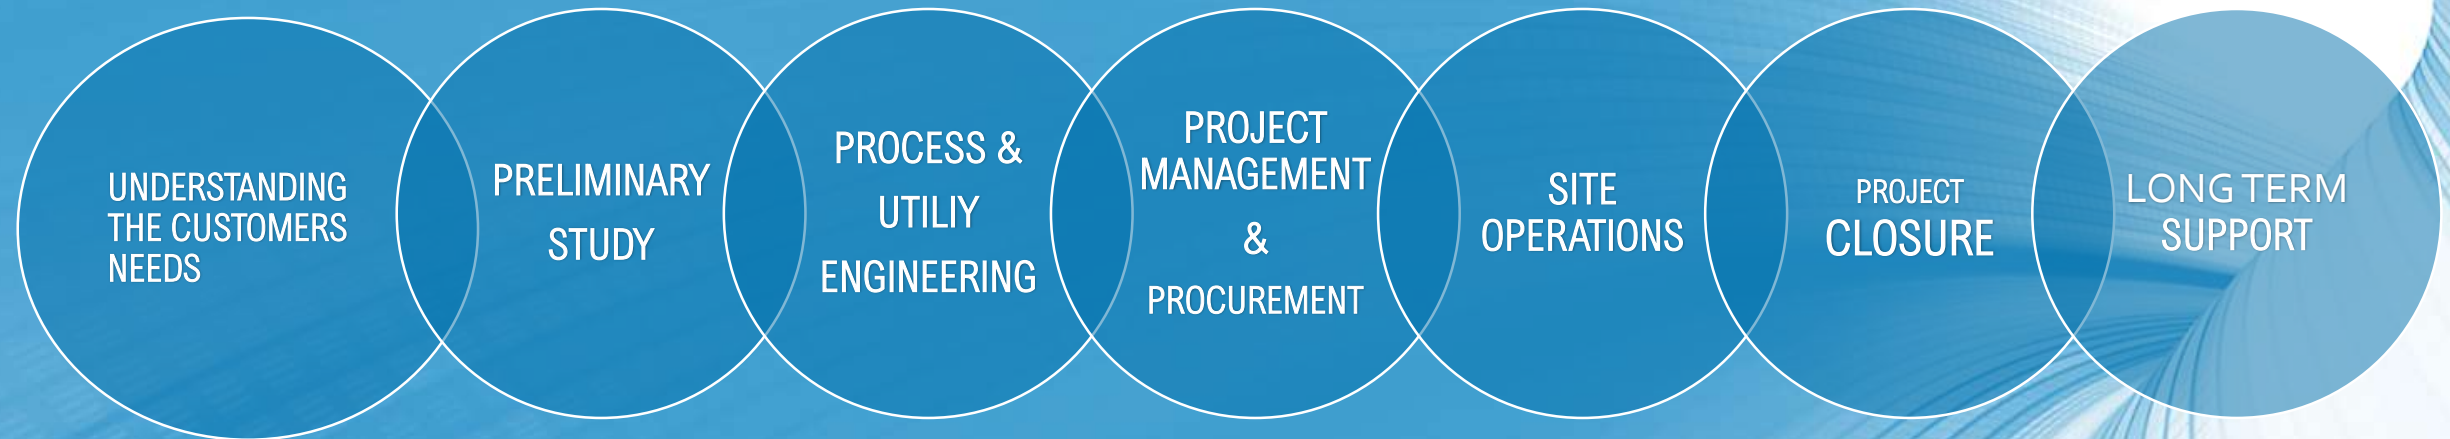 UNDERSTANDING
THE CUSTOMERS
NEEDS
PRELIMINARY
STUDY
PROCESS &
UTILIY
ENGINEERING
PROJECT
MANAGEMENT
&
PROCUREMENT
SITE
OPERATIONS
PROJECT
CLOSURE
LONG TERM
SUPPORT